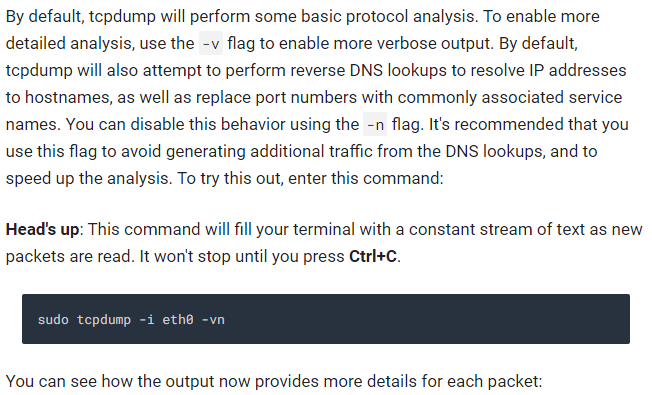 By default, tcpdump will perform some basic protocol analysis. To enable more
detailed analysis, use the -v flag to enable more verbose output. By default,
tcpdump will also attempt to perform reverse DNS lookups to resolve IP addresses
to hostnames, as well as replace port numbers with commonly associated service
names. You can disable this behavior using the -n flag. It's recommended that you
use this flag to avoid generating additional traffic from the DNS lookups, and to
speed up the analysis. To try this out, enter this command:
Head's up: This command will fill your terminal with a constant stream of text as new
packets are read. It won't stop until you press Ctrl+C.
sudo tcpdump -i eth0 -vn
You can see how the output now provides more details for each packet: